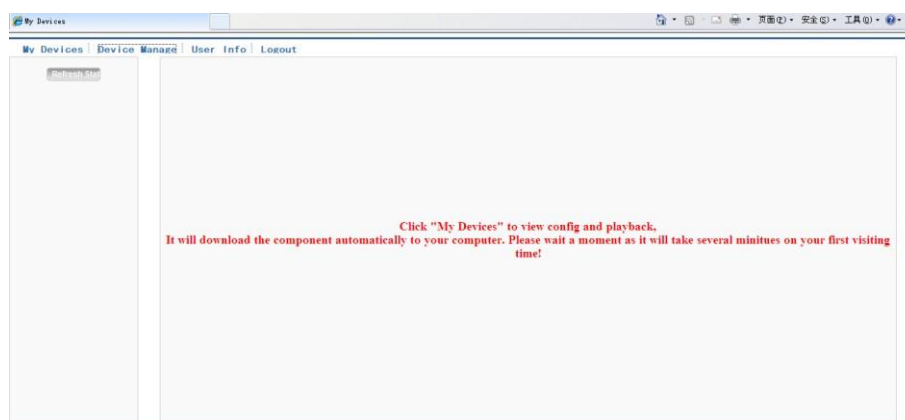 My Devices
页面(P) 安全(S) 工具(O)
My Devices Device Manage User Info Logout
Refresh Stat
Click "My Devices" to view config and playback,
It will download the component automatically to your computer. Please wait a moment as it will take several minitues on your first visiting
time!